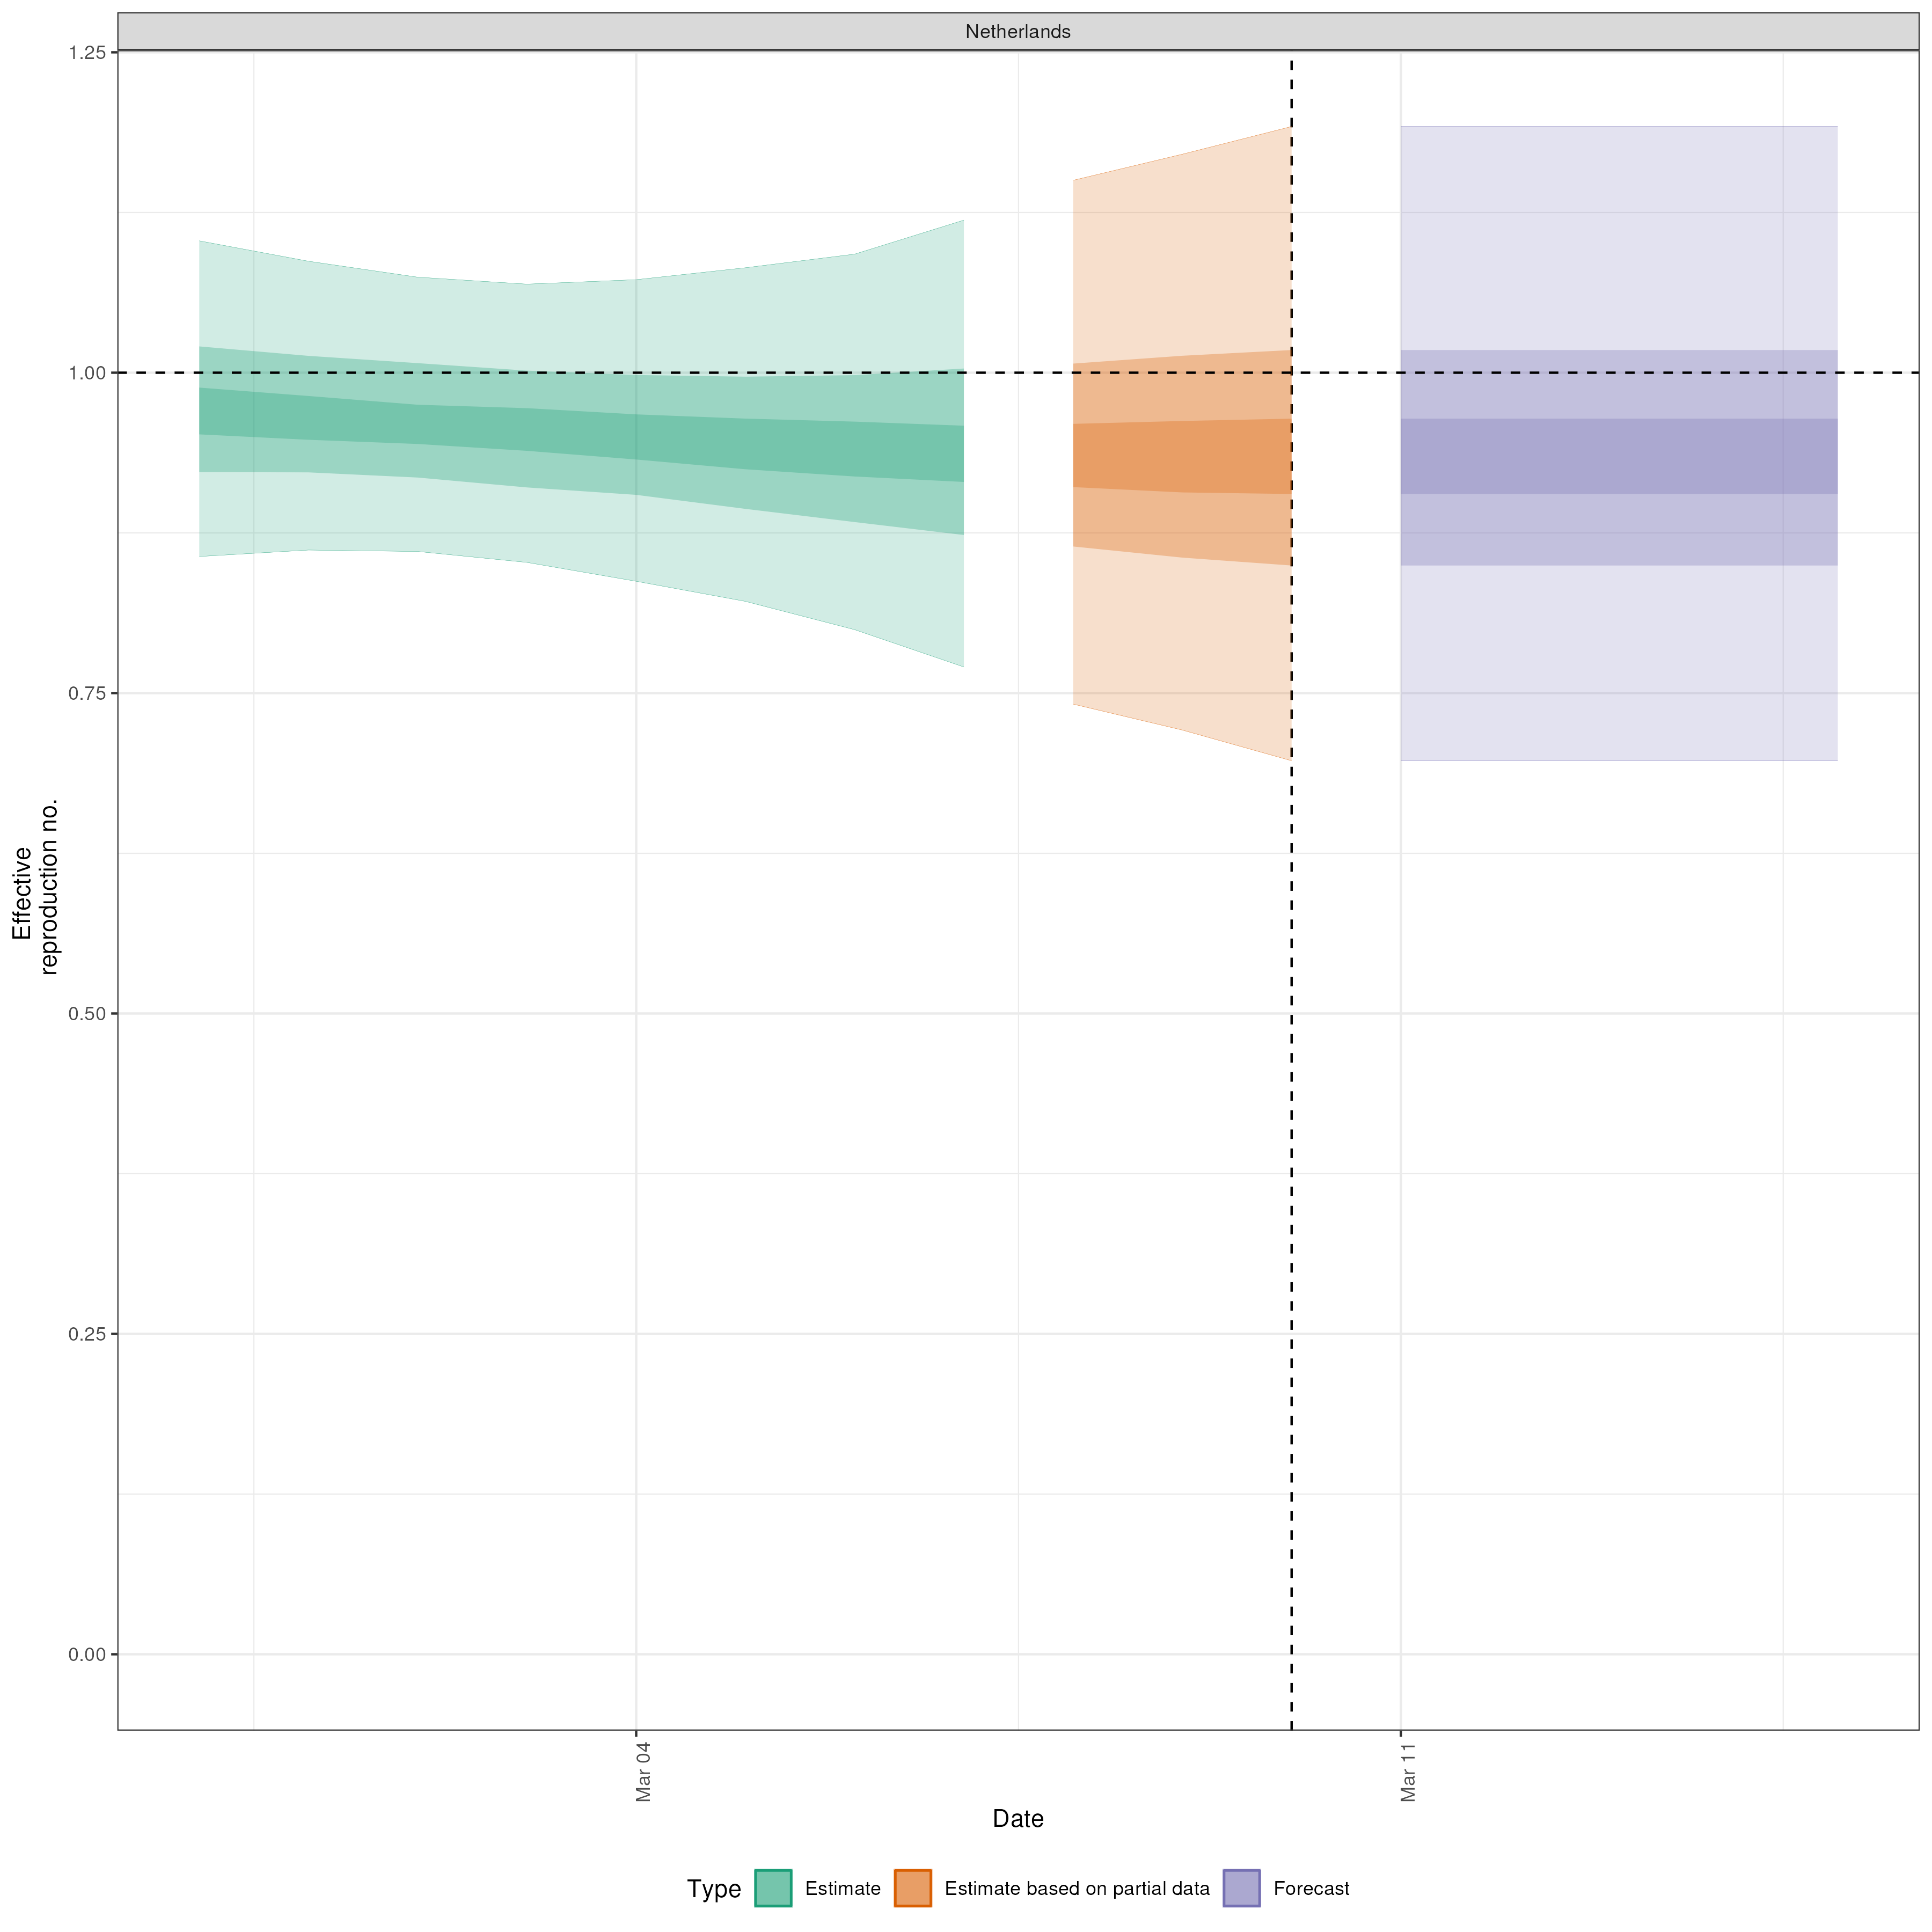 Netherlands
1.25
1.00
0.75
0.50
0.25
0.00
Effective
reproduction no.
Mar 04
Mar 11
Date
Type Estimate Estimate based on partial data Forecast